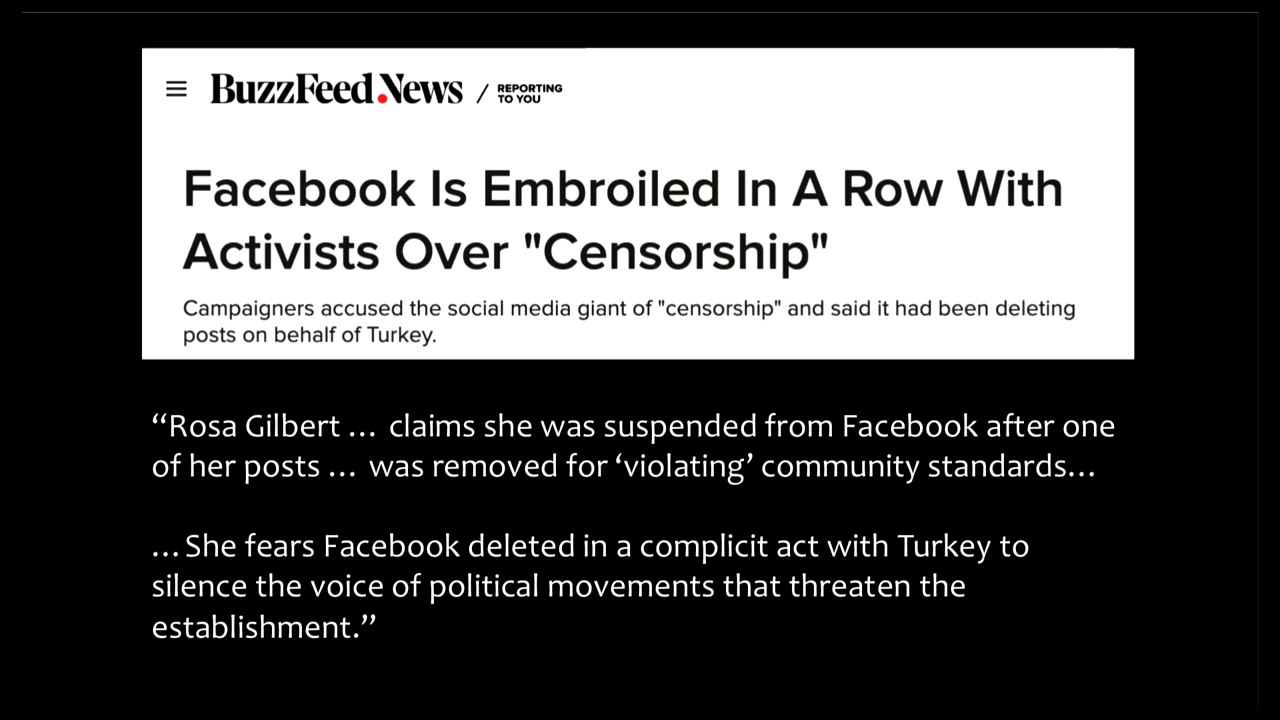 BuzzFeed.News / REPORTING
TO YOU
Facebook Is Embroiled In A Row With
Activists Over "Censorship"
Campaigners accused the social media giant of "censorship" and said it had been deleting
posts on behalf of Turkey.
“Rosa Gilbert … claims she was suspended from Facebook after one
of her posts … was removed for ‘violating’ community standards…
…She fears Facebook deleted in a complicit act with Turkey to
silence the voice of political movements that threaten the
establishment.”